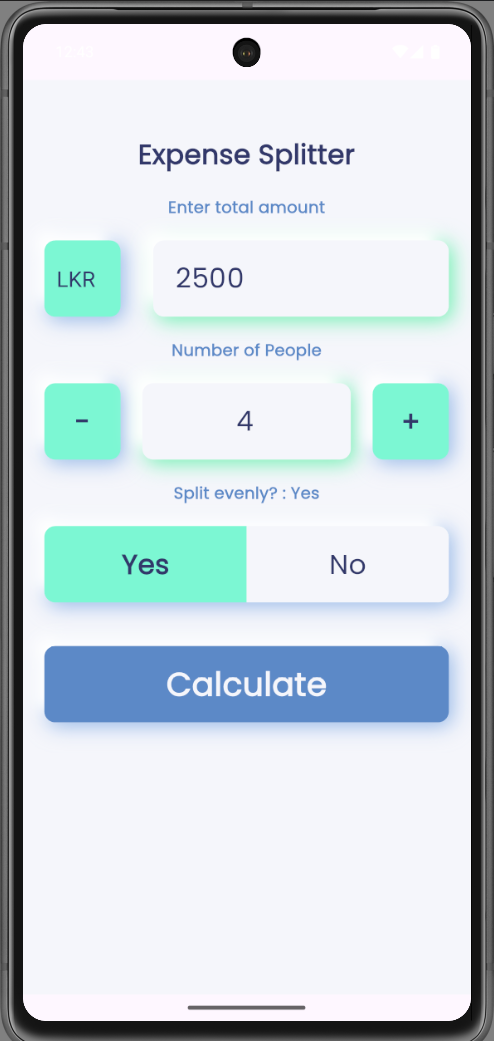 Expense Splitter
Enter total amount
LKR 2500
Number of People
- 4 +
Split evenly? : Yes
Yes No
Calculate